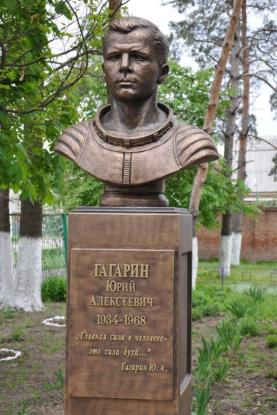 ГАГАРИН
ЮРИЙ
АЛЕКСЕЕВИЧ
1934-1968
„Главная сила в человеке-
это сила духа..."
Гагарин Ю.А.